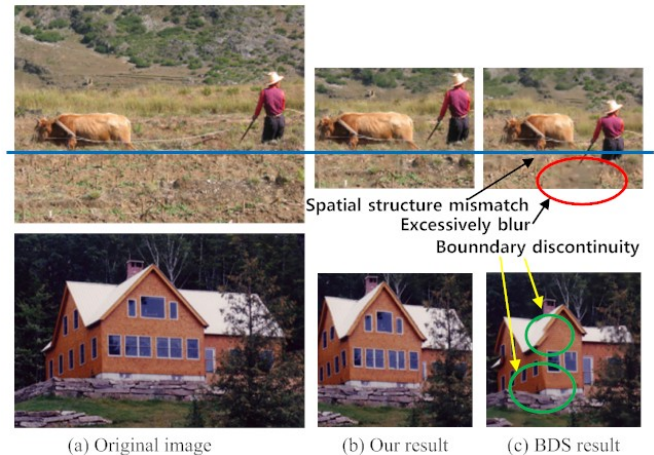 Spatial structure mismatch
Excessively blur
Bounndary discontinuity
(a) Original image
(b) Our result
(c) BDS result